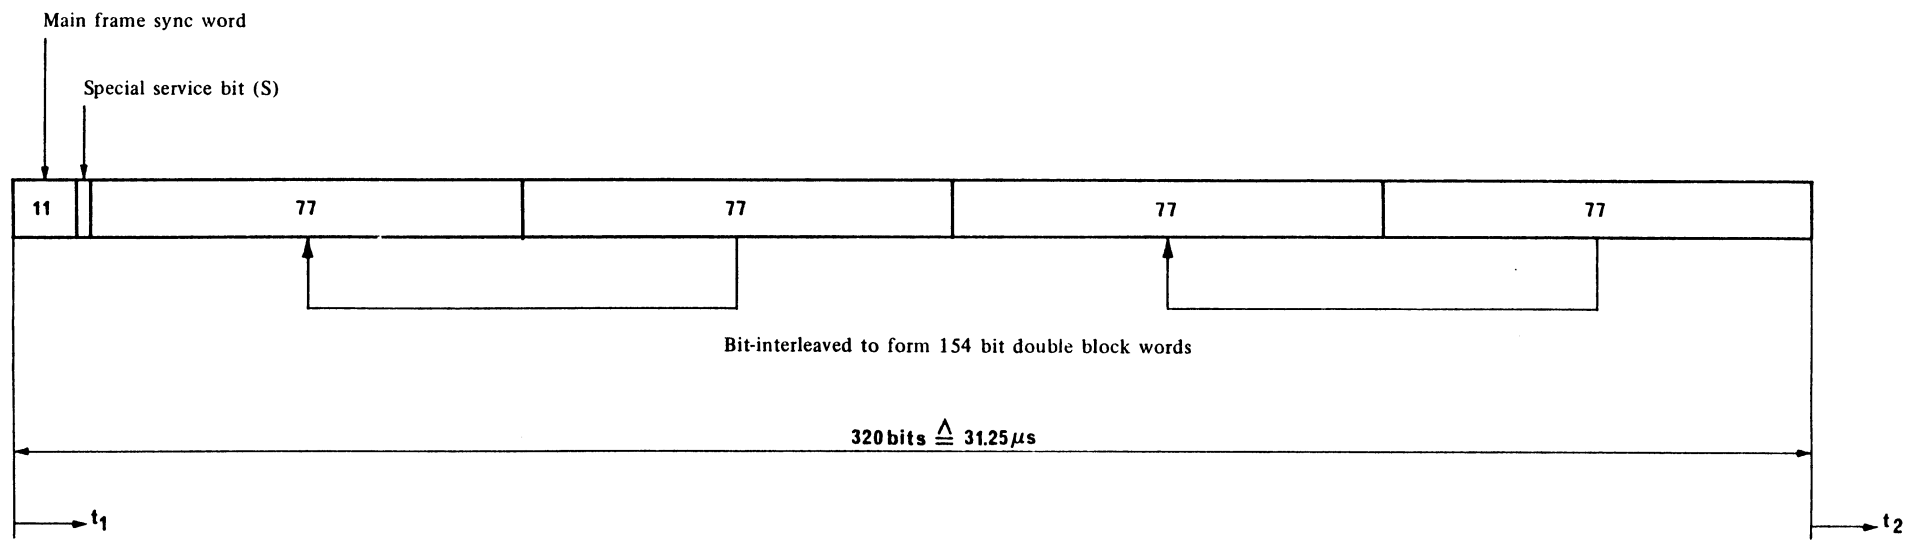 Main frame sync word
Special service bit (S)
11
77
77
77
77
Bit-interleaved to form 154 bit double block words
320 bits ≙ 31.25 μs
t1
t2